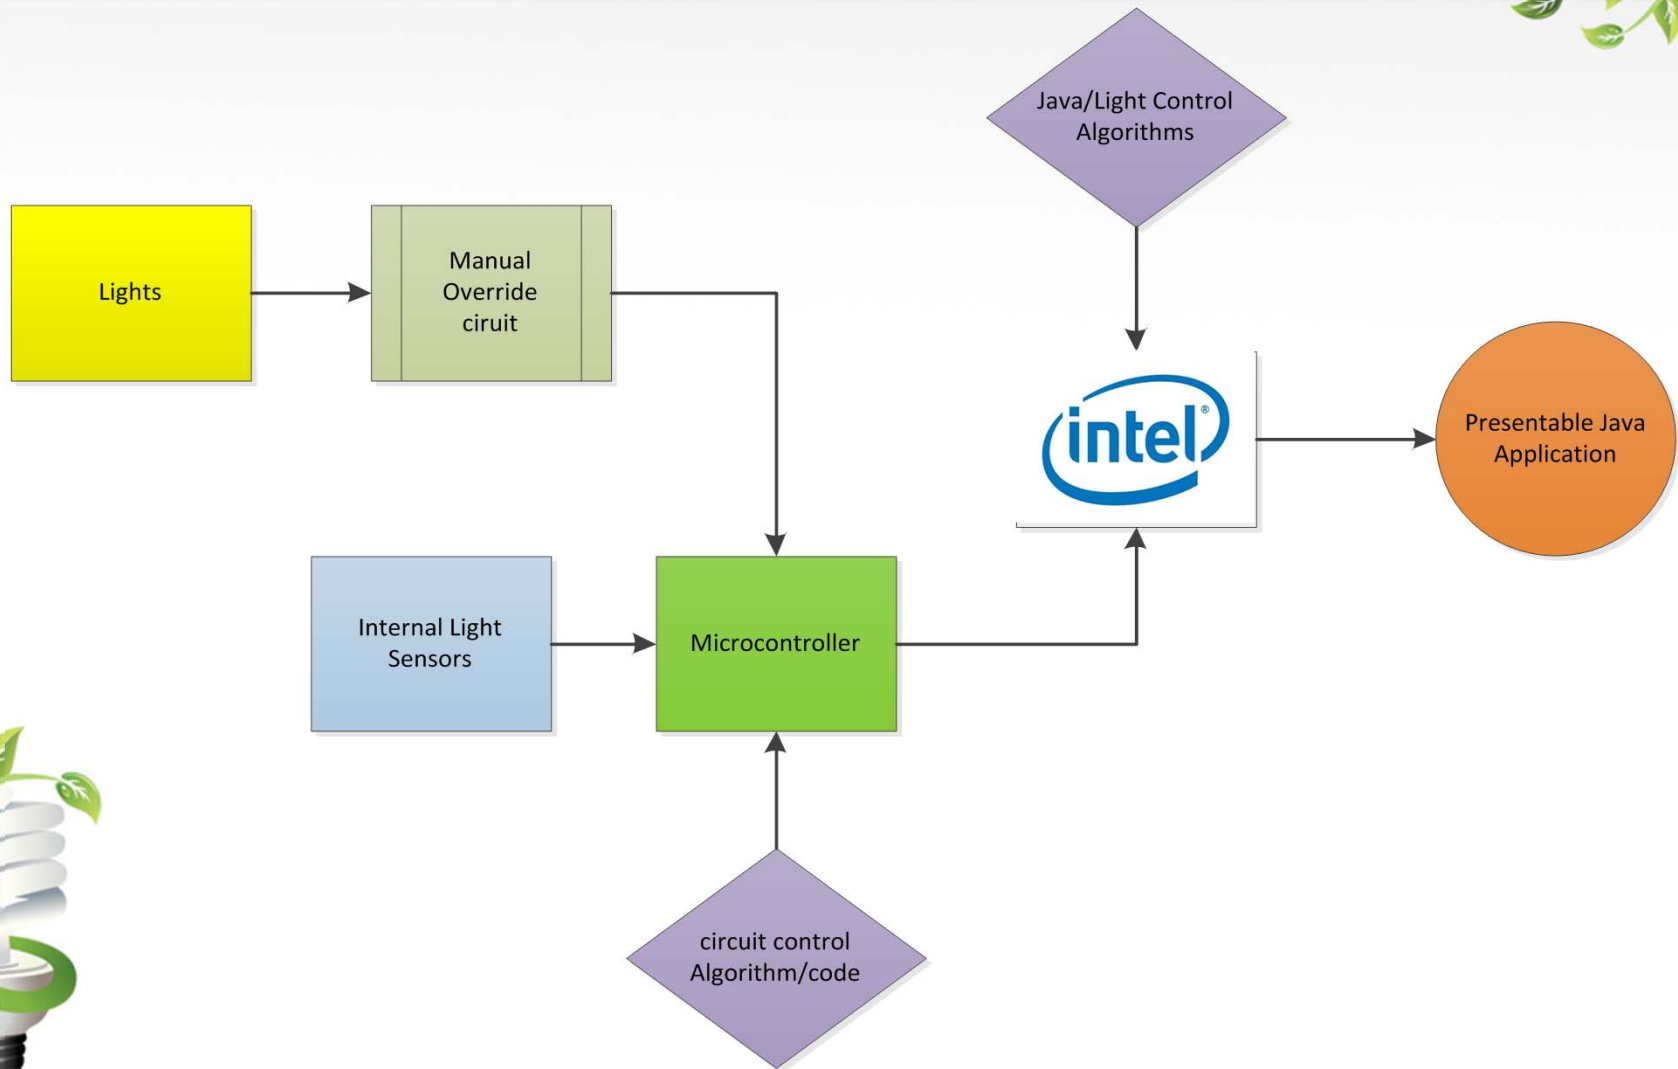 Java/Light Control
Algorithms
Lights
Manual
Override
ciruit
intel®
Presentable Java
Application
Internal Light
Sensors
Microcontroller
circuit control
Algorithm/code